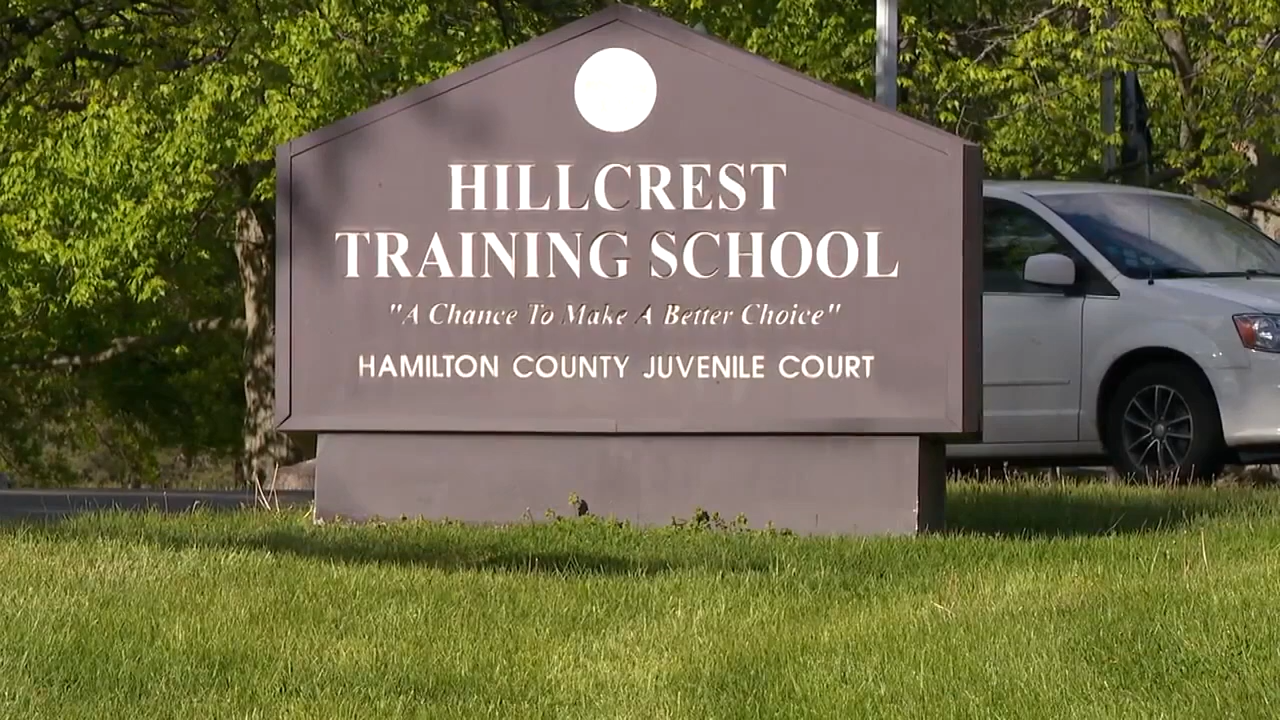 HILLCREST
TRAINING SCHOOL
"A Chance To Make A Better Choice"
HAMILTON COUNTY JUVENILE COURT